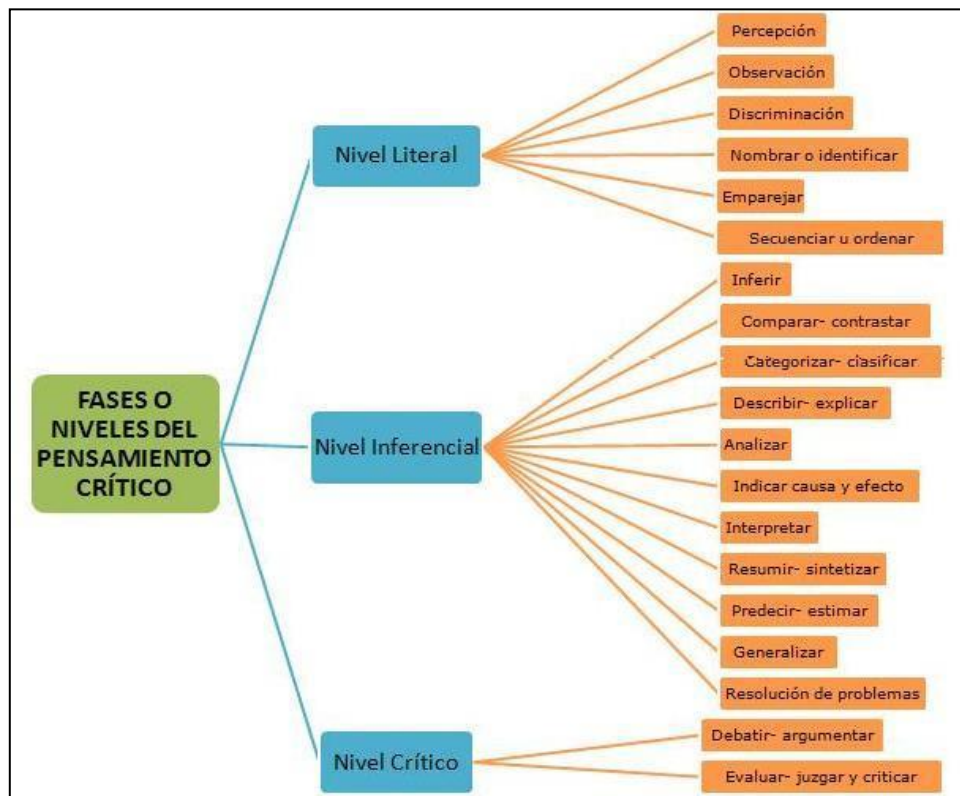 FASES O
NIVELES DEL
PENSAMIENTO
CRÍTICO
Nivel Literal
Percepción
Observación
Discriminación
Nombrar o identificar
Emparejar
Secuenciar u ordenar
Nivel Inferencial
Inferir
Comparar- contrastar
Categorizar- clasificar
Describir- explicar
Analizar
Indicar causa y efecto
Interpretar
Resumir- sintetizar
Predecir- estimar
Generalizar
Resolución de problemas
Nivel Crítico
Debatir- argumentar
Evaluar- juzgar y criticar